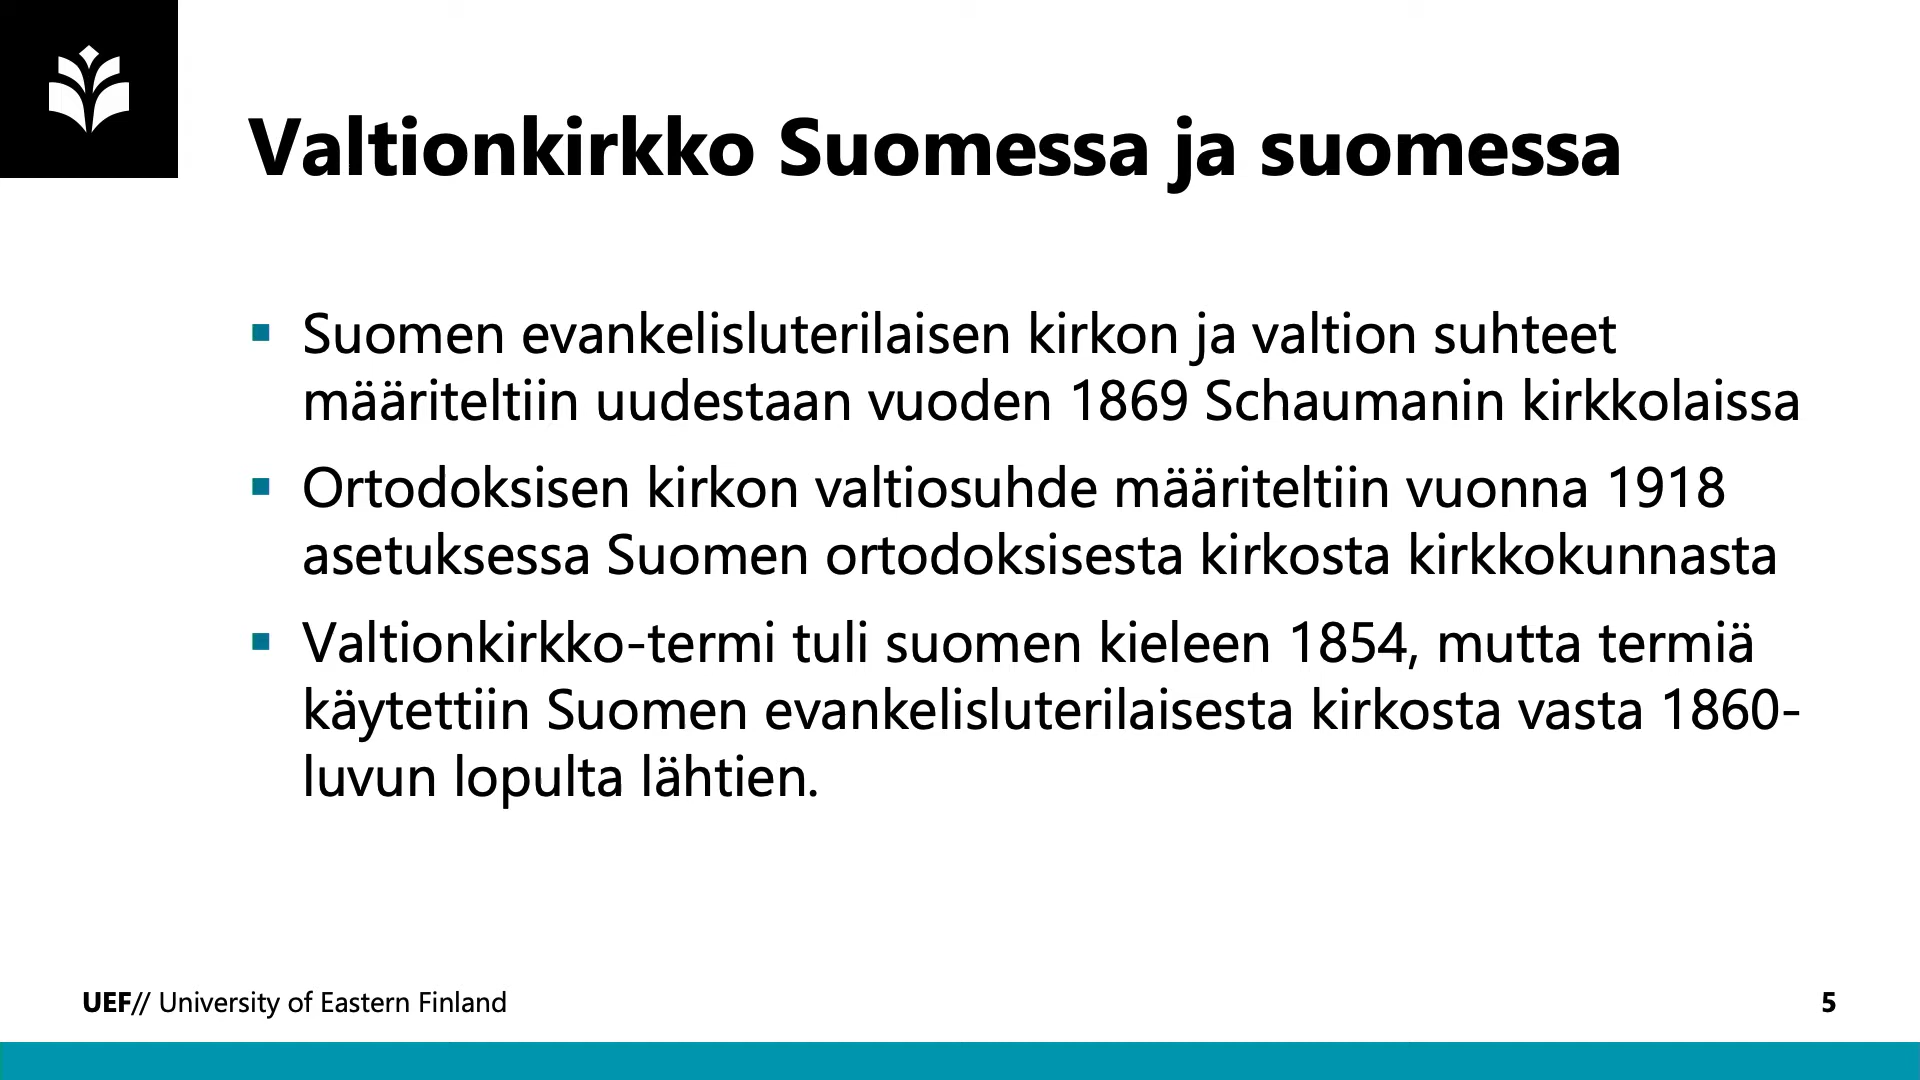 Valtionkirkko Suomessa ja suomessa
▪ Suomen evankelisluterilaisen kirkon ja valtion suhteet
määriteltiin uudestaan vuoden 1869 Schaumanin kirkkolaissa
▪ Ortodoksisen kirkon valtiosuhde määriteltiin vuonna 1918
asetuksessa Suomen ortodoksisesta kirkosta kirkkokunnasta
▪ Valtionkirkko-termi tuli suomen kieleen 1854, mutta termiä
käytettiin Suomen evankelisluterilaisesta kirkosta vasta 1860-
luvun lopulta lähtien.
UEF// University of Eastern Finland
5